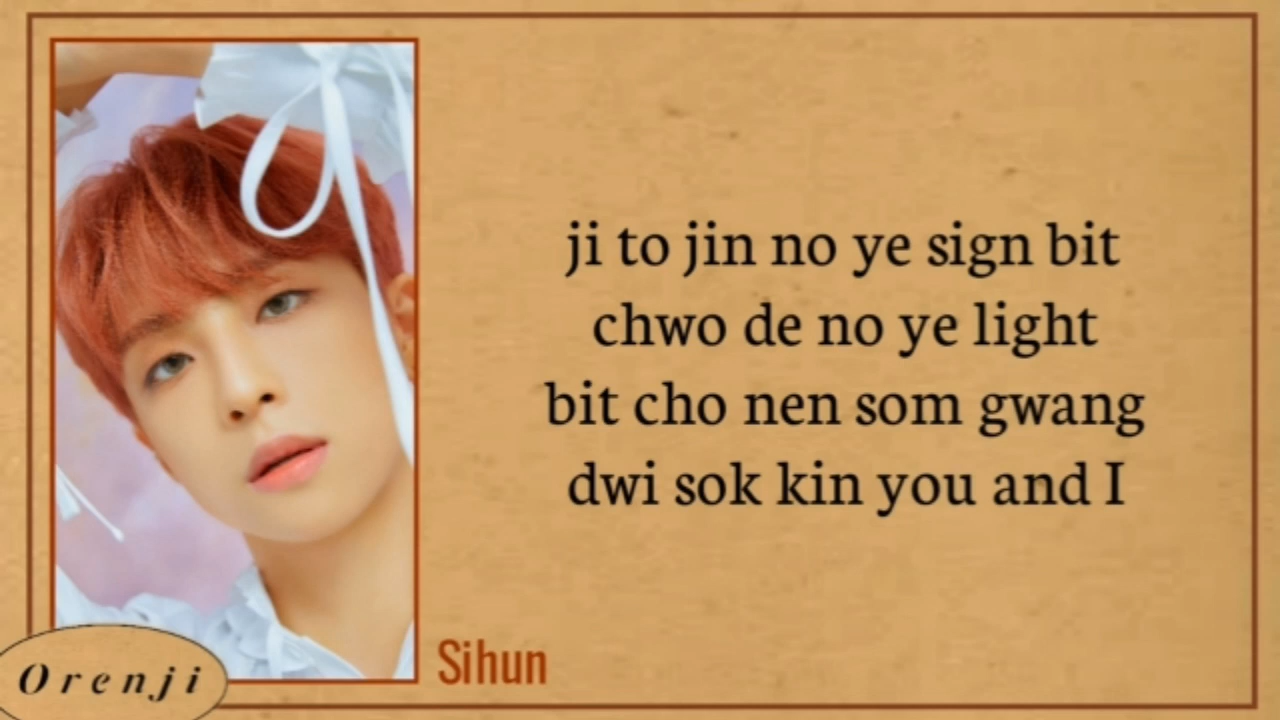 ji to jin no ye sign bit
chwo de no ye light
bit cho nen som gwang
dwi sok kin you and I
Sihun
Orenji